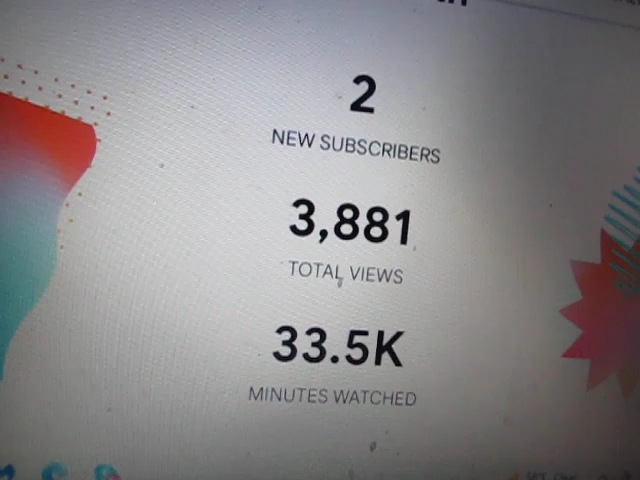 2
NEW SUBSCRIBERS
3,881
TOTAL VIEWS
33.5K
MINUTES WATCHED